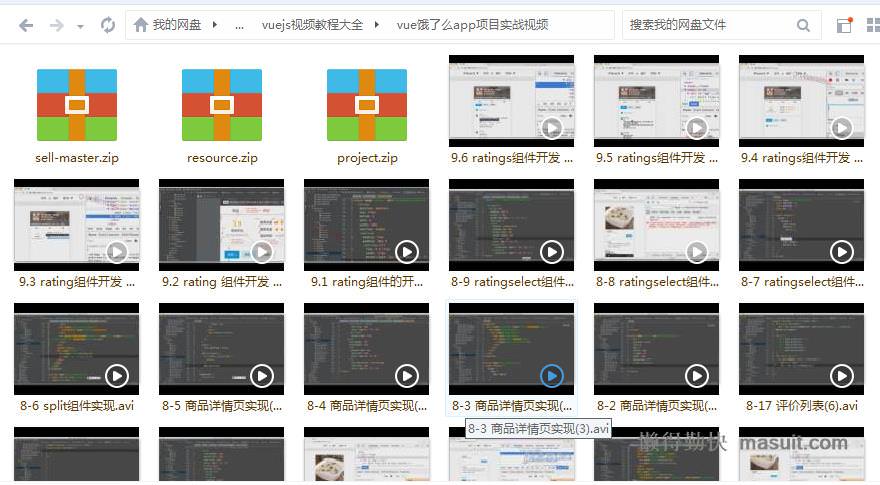 我的网盘 ... vuejs视频教程大全 vue饿了么app项目实战视频 搜索我的网盘文件
sell-master.zip resource.zip project.zip 9.6 ratings组件开发 ... 9.5 ratings组件开发 ... 9.4 ratings组件开发 ...
9.3 rating组件开发 ... 9.2 rating 组件开发 ... 9.1 rating组件的开... 8-9 ratingselect组件... 8-8 ratingselect组件... 8-7 ratingselect组件...
8-6 split组件实现.avi 8-5 商品详情页实现(... 8-4 商品详情页实现(... 8-3 商品详情页实现(... 8-2 商品详情页实现(... 8-17 评价列表(6).avi
8-3 商品详情页实现(3).avi
懒得勤快 masuit.com